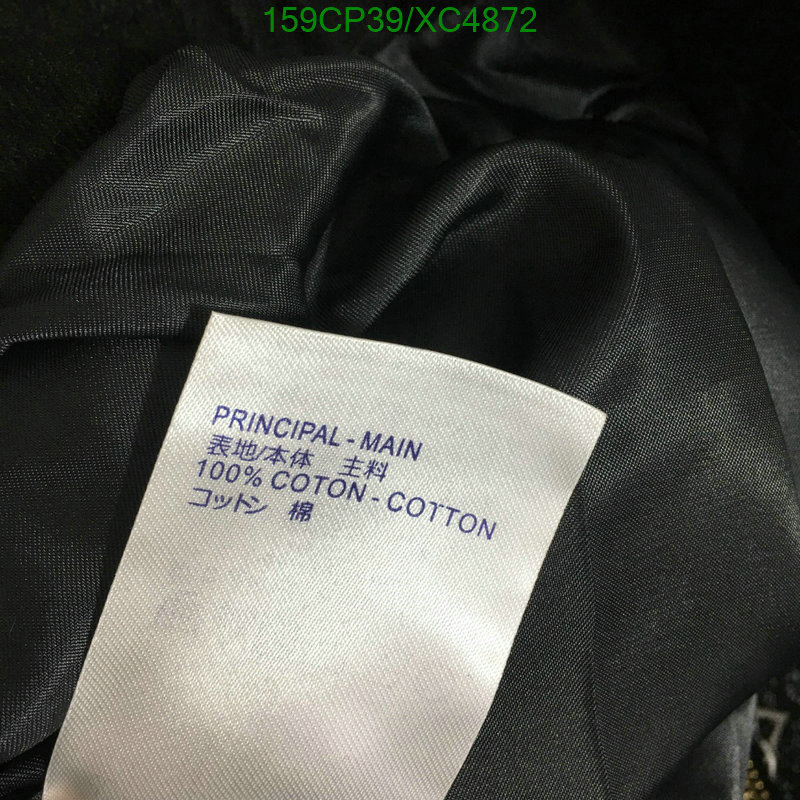 159CP39/XC4872
PRINCIPAL - MAIN
表地/本体 主料
100% COTON - COTTON
コットン 棉